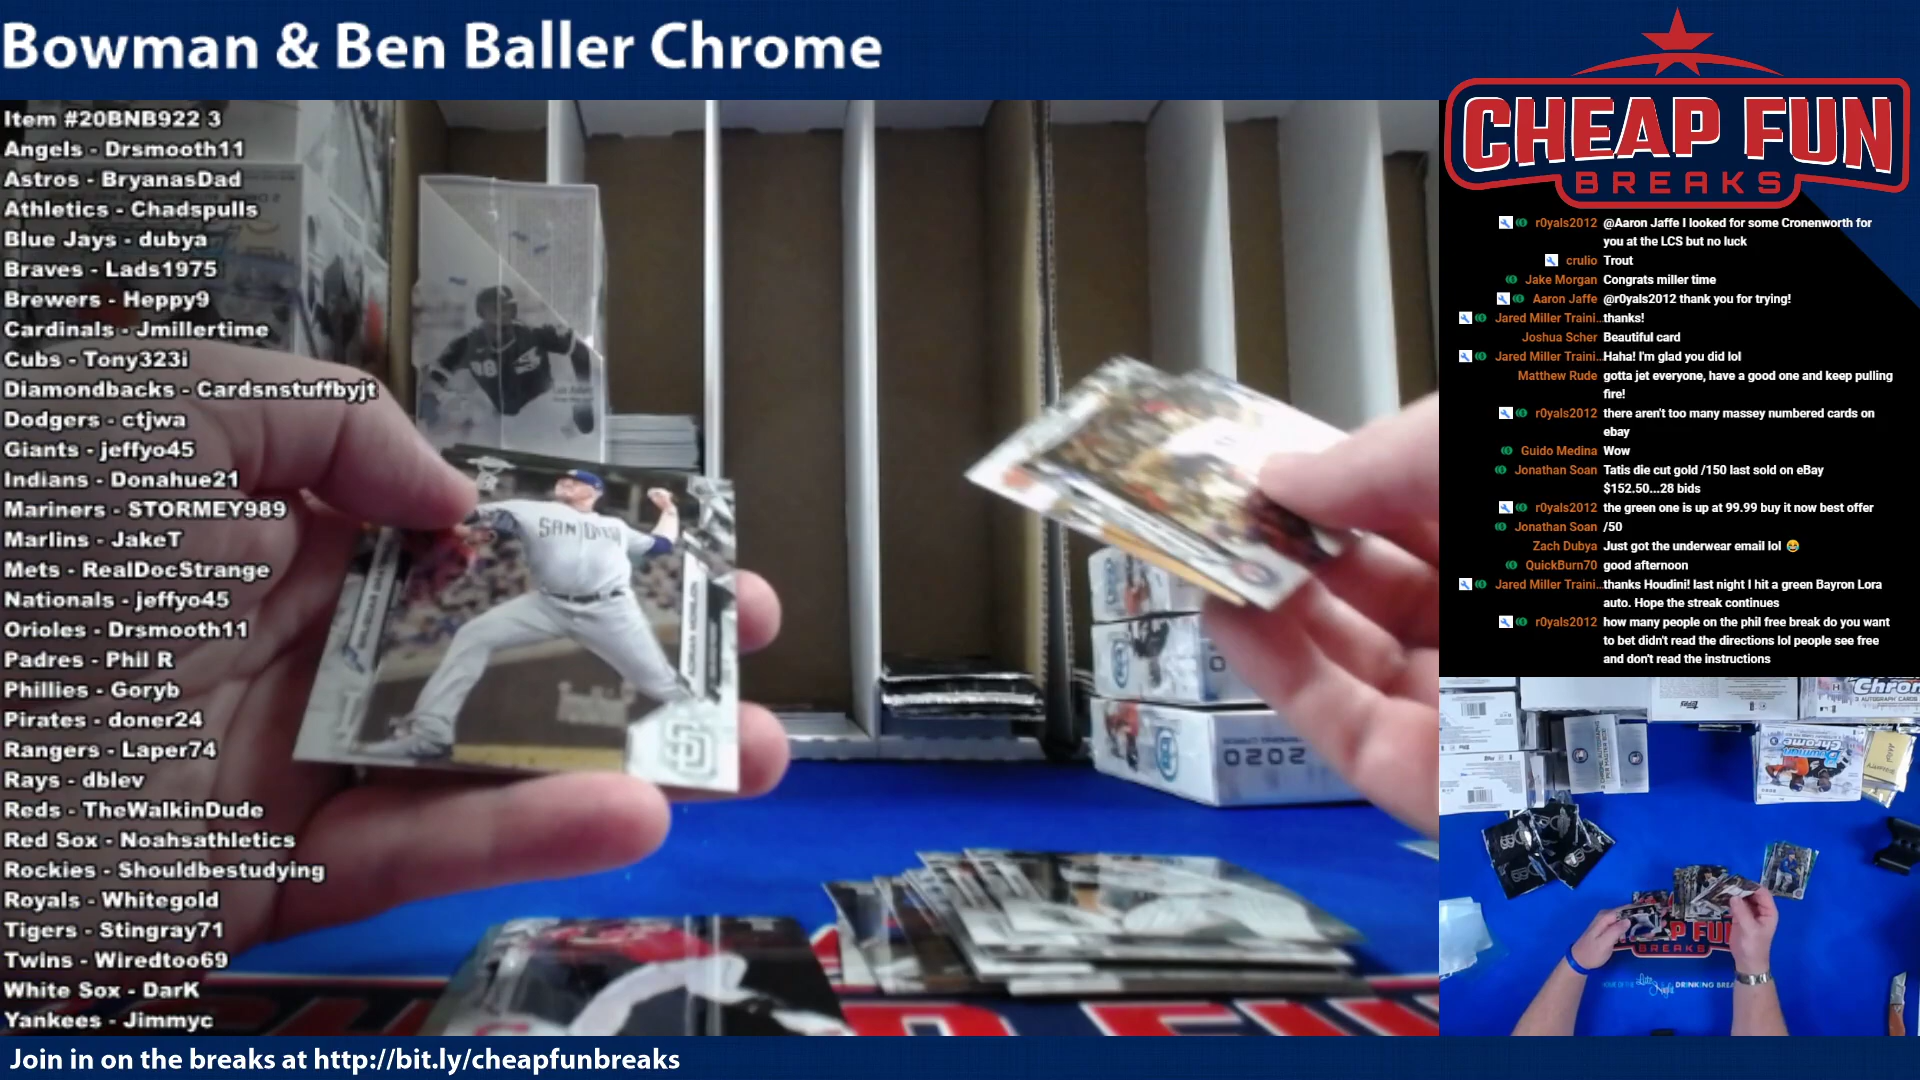 Bowman & Ben Baller Chrome
Item #20BNB922 3
Angels - Drsmooth11
Astros - BryanasDad
Athletics - Chadspulls
Blue Jays - dubya
Braves - Lads1975
Brewers - Heppy9
Cardinals - Jmillertime
Cubs - Tony323i
Diamondbacks - Cardsnstuffbyjt
Dodgers - ctjwa
Giants - jeffyo45
Indians - Donahue21
Mariners - STORMEY989
Marlins - JakeT
Mets - RealDocStrange
Nationals - jeffyo45
Orioles - Drsmooth11
Padres - Phil R
Phillies - Goryb
Pirates - doner24
Rangers - Laper74
Rays - dblev
Reds - TheWalkinDude
Red Sox - Noahsathletics
Rockies - Shouldbestudying
Royals - Whitegold
Tigers - Stingray71
Twins - Wiredtoo69
White Sox - DarK
Yankees - Jimmyc
SAN DIEGO
SD
2020
CHEAP FUN
BREAKS
r0yals2012 @Aaron Jaffe I looked for some Cronenworth for
you at the LCS but no luck
crulio Trout
Jake Morgan Congrats miller time
Aaron Jaffe @r0yals2012 thank you for trying!
Jared Miller Traini... thanks!
Joshua Scher Beautiful card
Jared Miller Traini... Haha! I'm glad you did lol
Matthew Rude gotta jet everyone, have a good one and keep pulling
fire!
r0yals2012 there aren't too many massey numbered cards on
ebay
Guido Medina Wow
Jonathan Soan Tatis die cut gold /150 last sold on eBay
$152.50...28 bids
r0yals2012 the green one is up at 99.99 buy it now best offer
Jonathan Soan /50
Zach Dubya Just got the underwear email lol 😂
QuickBurn70 good afternoon
Jared Miller Traini... thanks Houdini! last night I hit a green Bayron Lora
auto. Hope the streak continues
r0yals2012 how many people on the phil free break do you want
to bet didn't read the directions lol people see free
and don't read the instructions
Chrome
BREAKS
DRINKING BREA
Join in on the breaks at http://bit.ly/cheapfunbreaks